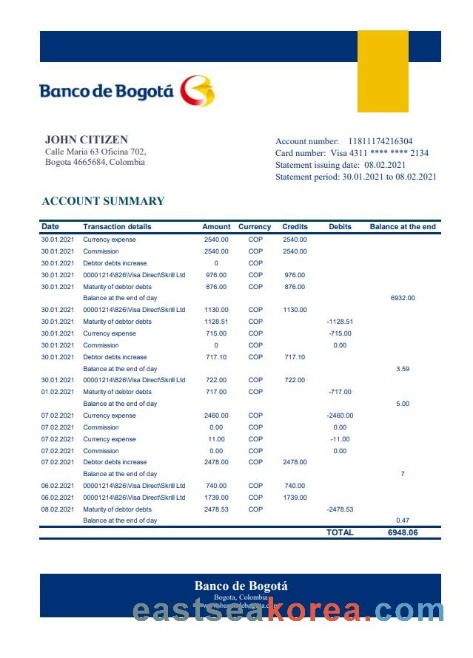 Banco de Bogotá
JOHN CITIZEN
Calle Maria 63 Oficina 702,
Bogota 4665684, Colombia
Account number: 11811174216304
Card number: Visa 4311 **** **** 2134
Statement issuing date: 08.02.2021
Statement period: 30.01.2021 to 08.02.2021
ACCOUNT SUMMARY
Date Transaction details Amount Currency Credits Debits Balance at the end
30.01.2021 Currency expense 2540.00 COP 2540.00
30.01.2021 Commission 2540.00 COP 2540.00
30.01.2021 Debtor debts increase 0 COP 0
30.01.2021 00001214\826\Visa Direct\Skrill Ltd 976.00 COP 976.00
30.01.2021 Maturity of debtor debts 876.00 COP 876.00
Balance at the end of day 6932.00
30.01.2021 00001214\826\Visa Direct\Skrill Ltd 1130.00 COP 1130.00
30.01.2021 Maturity of debtor debts 1128.51 COP -1128.51
30.01.2021 Currency expense 715.00 COP -715.00
30.01.2021 Commission 0 COP 0.00
30.01.2021 Debtor debts increase 717.10 COP 717.10
Balance at the end of day 3.59
30.01.2021 00001214\826\Visa Direct\Skrill Ltd 722.00 COP 722.00
01.02.2021 Maturity of debtor debts 717.00 COP -717.00
Balance at the end of day 5.00
07.02.2021 Currency expense 2460.00 COP -2460.00
07.02.2021 Commission 0.00 COP 0.00
07.02.2021 Currency expense 11.00 COP -11.00
07.02.2021 Commission 0.00 COP 0.00
07.02.2021 Debtor debts increase 2478.00 COP 2478.00
Balance at the end of day 7
06.02.2021 00001214\826\Visa Direct\Skrill Ltd 740.00 COP 740.00
06.02.2021 00001214\826\Visa Direct\Skrill Ltd 1739.00 COP 1739.00
08.02.2021 Maturity of debtor debts 2478.53 COP -2478.53
Balance at the end of day 0.47
TOTAL 6948.06
Banco de Bogotá
Bogota, Colombia
eastseakorea.com